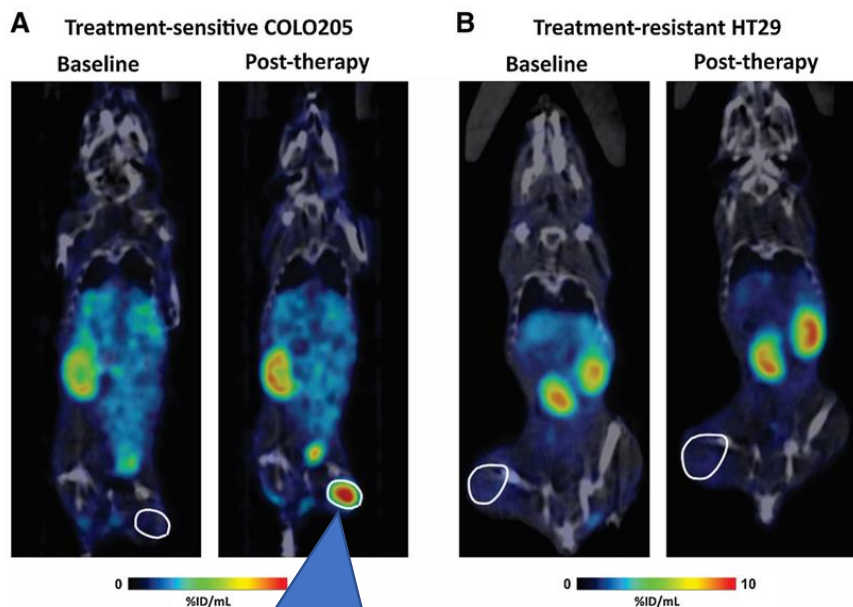 A Treatment-sensitive COLO205
Baseline Post-therapy
B Treatment-resistant HT29
Baseline Post-therapy
0
%ID/mL
0 10
%ID/mL